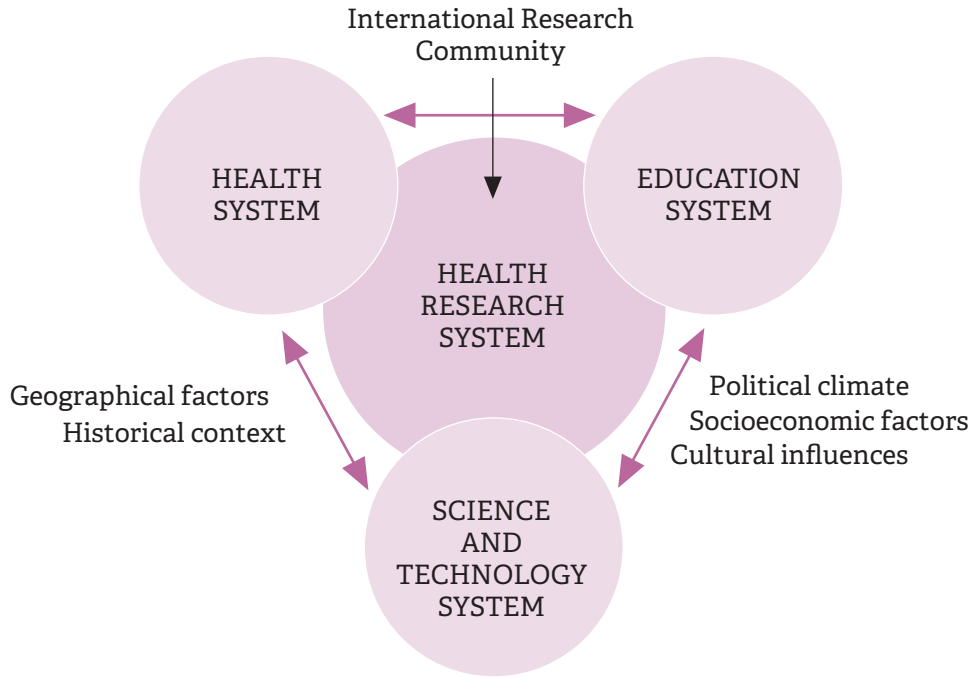 International Research
Community
HEALTH
SYSTEM
EDUCATION
SYSTEM
HEALTH
RESEARCH
SYSTEM
Geographical factors
Historical context
Political climate
Socioeconomic factors
Cultural influences
SCIENCE
AND
TECHNOLOGY
SYSTEM